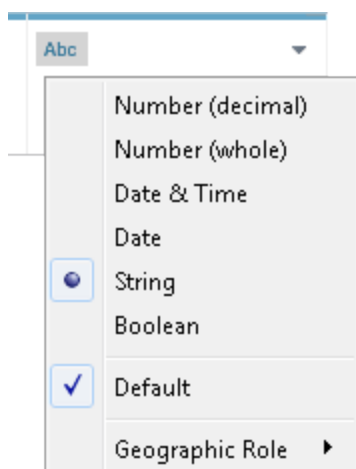 Abc
Number (decimal)
Number (whole)
Date & Time
Date
String
Boolean
Default
Geographic Role